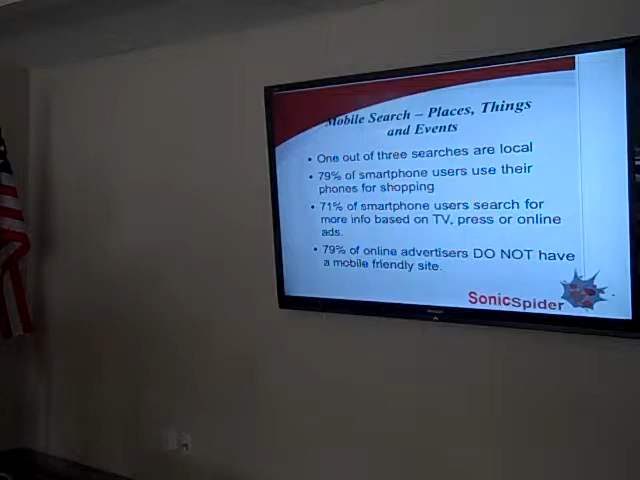 Mobile Search – Places, Things
and Events
• One out of three searches are local
• 79% of smartphone users use their
phones for shopping
• 71% of smartphone users search for
more info based on TV, press or online
ads.
• 79% of online advertisers DO NOT have
a mobile friendly site.
SonicSpider